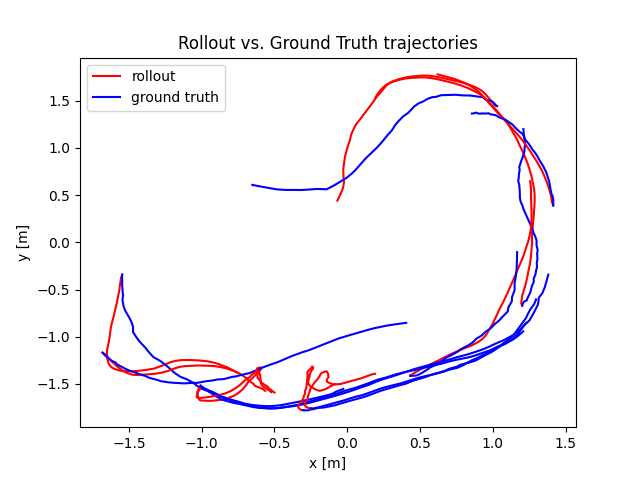 Rollout vs. Ground Truth trajectories
rollout
ground truth
1.5
1.0
0.5
0.0
−0.5
−1.0
−1.5
y [m]
−1.5 −1.0 −0.5 0.0 0.5 1.0 1.5
x [m]